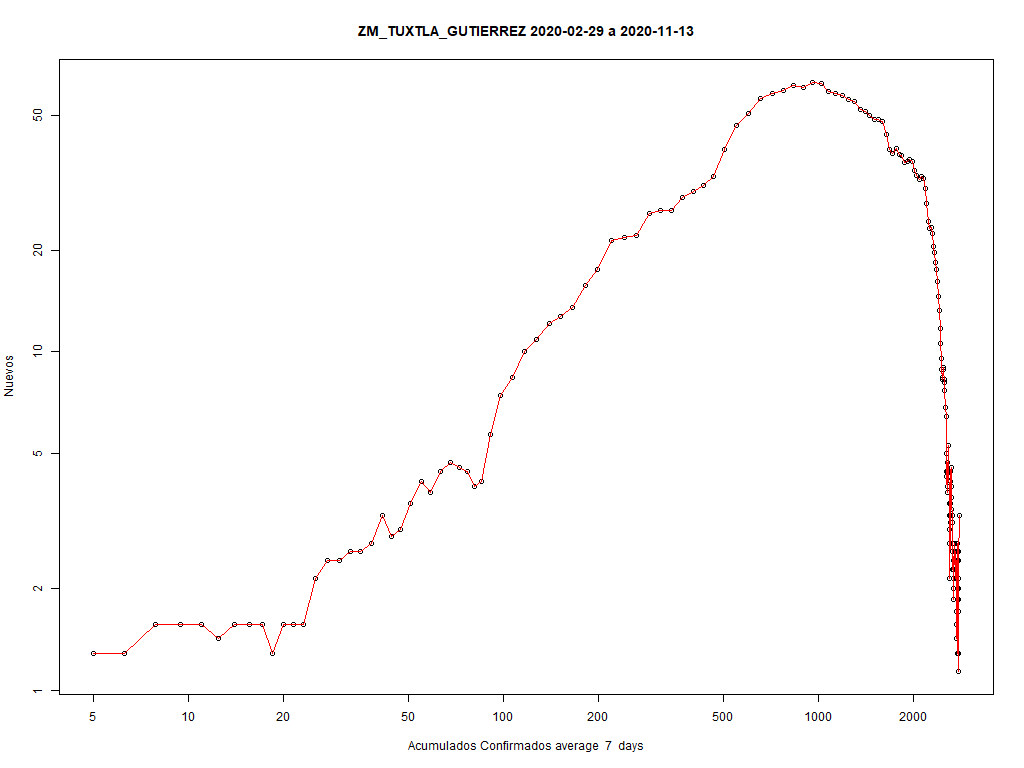 ZM_TUXTLA_GUTIERREZ 2020-02-29 a 2020-11-13
50
20
10
5
2
1
Nuevos
5 10 20 50 100 200 500 1000 2000
Acumulados Confirmados average 7 days